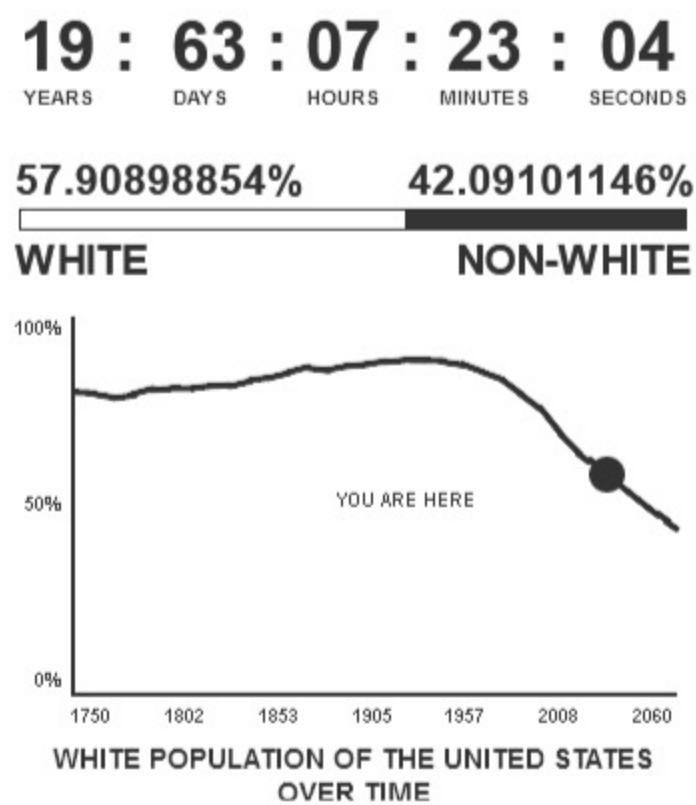 19 : 63 : 07 : 23 : 04
YEARS DAYS HOURS MINUTES SECONDS
57.90898854% 42.09101146%
WHITE NON-WHITE
100%
50%
YOU ARE HERE
0%
1750 1802 1853 1905 1957 2008 2060
WHITE POPULATION OF THE UNITED STATES
OVER TIME